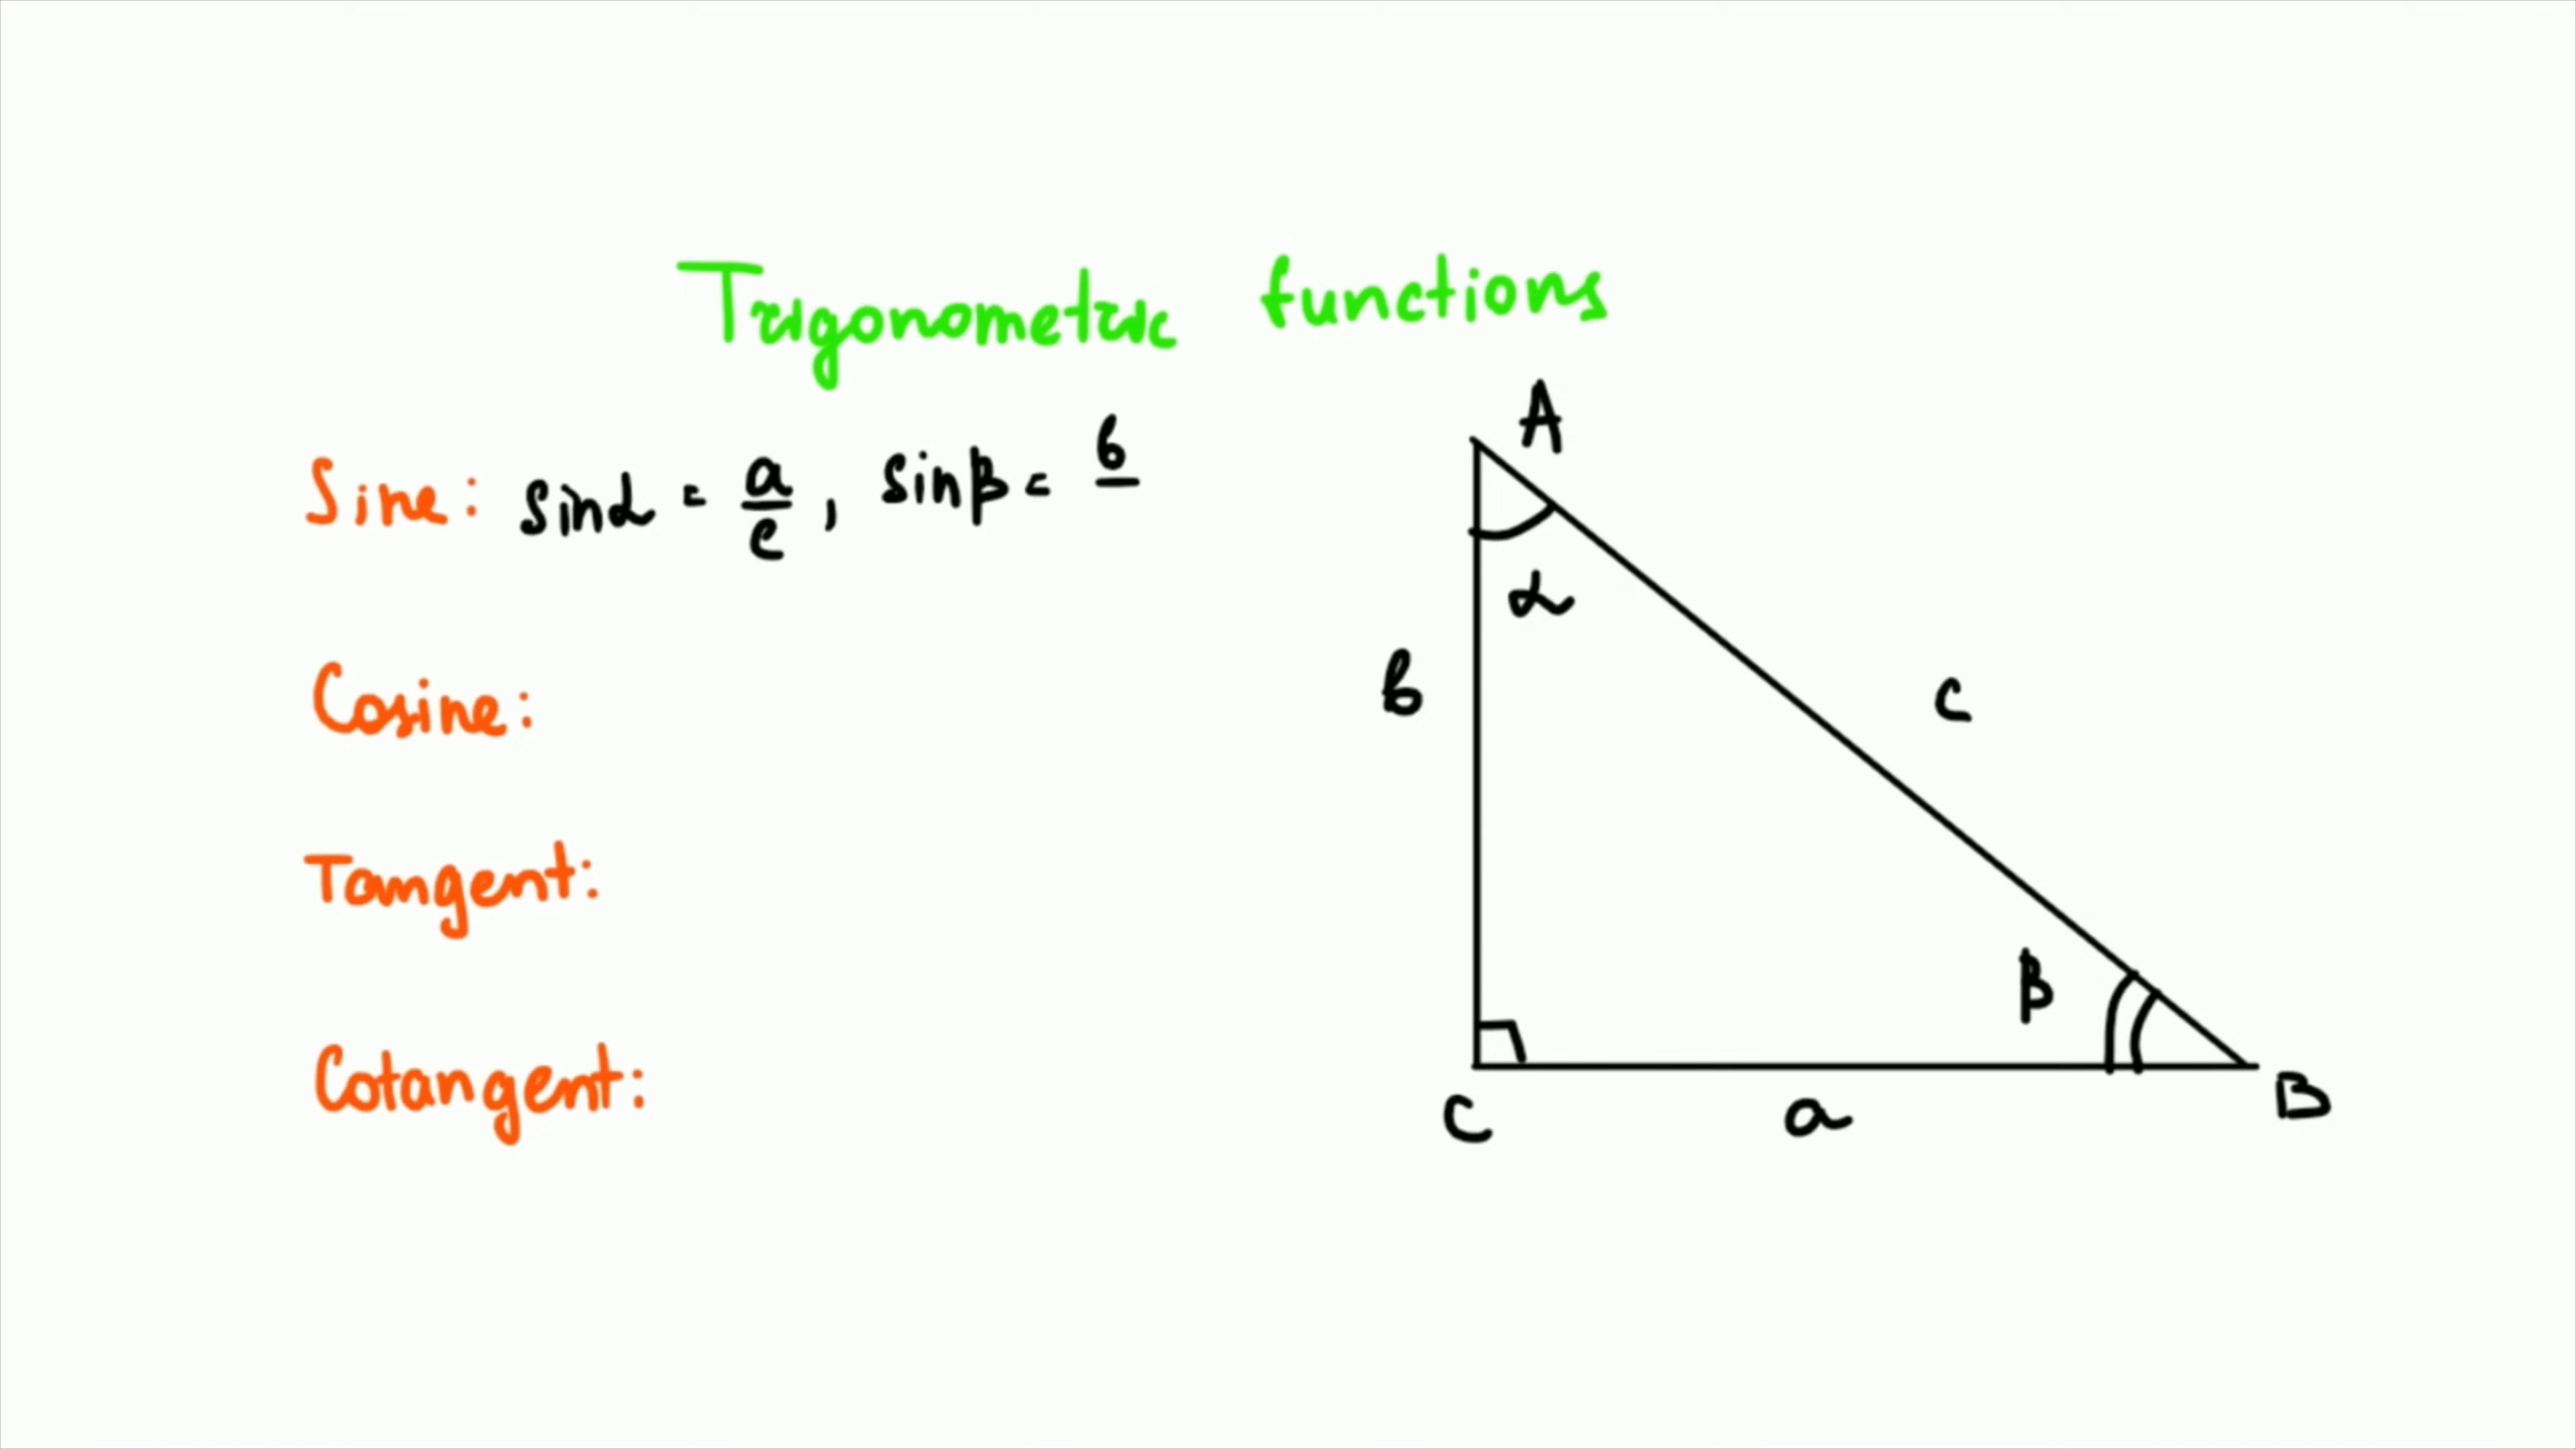 Trigonometric functions
Sine: sinα = a/c, sinβ = b/
Cosine:
Tangent:
Cotangent:
A
α
b
c
β
C
a
B